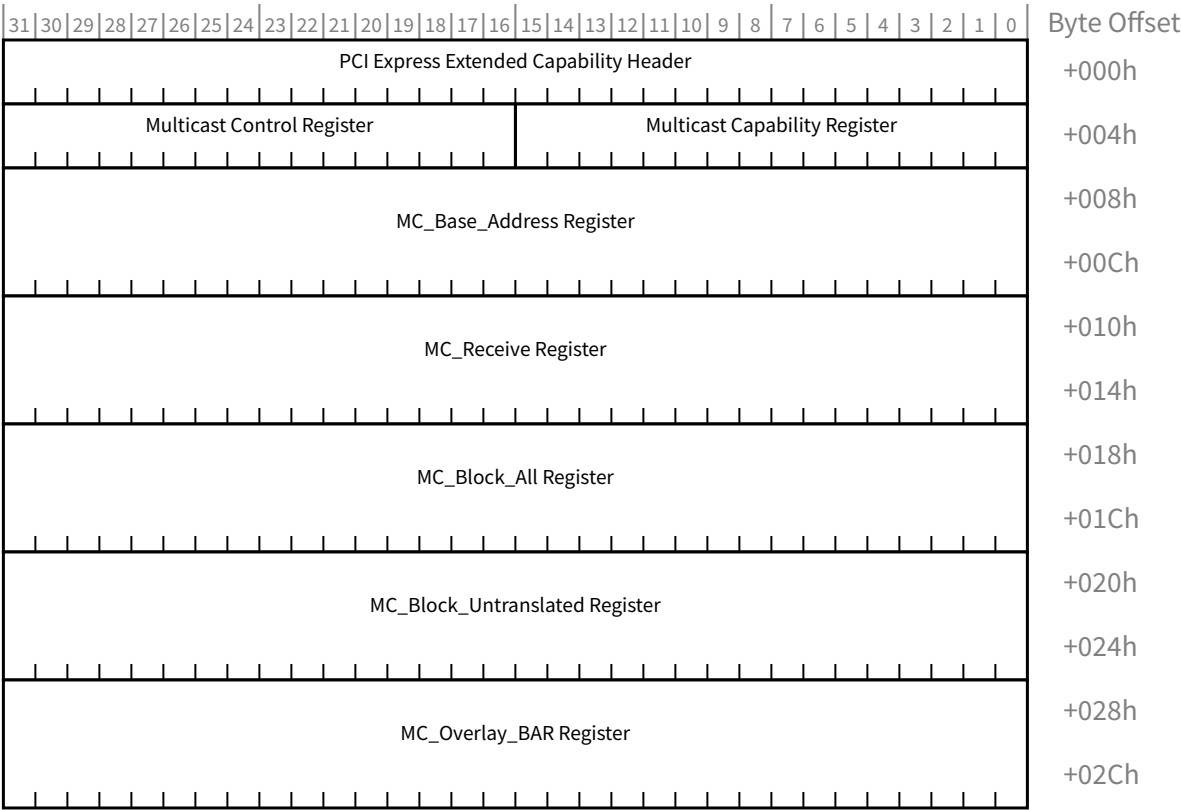 31 30 29 28 27 26 25 24 23 22 21 20 19 18 17 16 15 14 13 12 11 10 9 8 7 6 5 4 3 2 1 0 Byte Offset
PCI Express Extended Capability Header +000h
Multicast Control Register Multicast Capability Register +004h
+008h
MC_Base_Address Register
+00Ch
+010h
MC_Receive Register
+014h
+018h
MC_Block_All Register
+01Ch
+020h
MC_Block_Untranslated Register
+024h
+028h
MC_Overlay_BAR Register
+02Ch